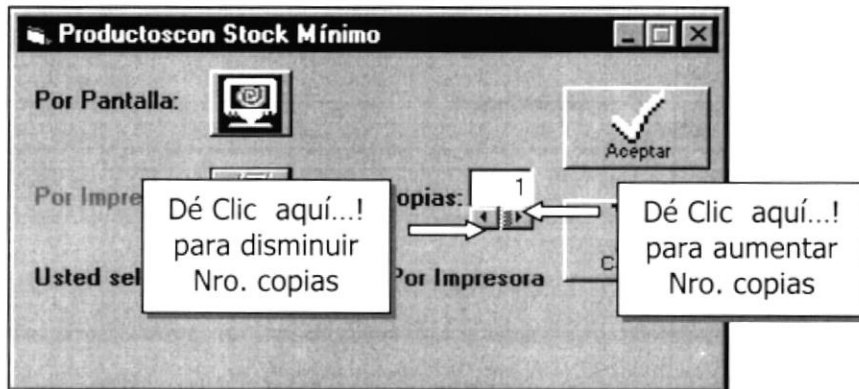 Productoscon Stock Mínimo
Por Pantalla:
Aceptar
Por Impre opias: 1
Dé Clic aquí...!
para disminuir
Nro. copias
Dé Clic aquí...!
para aumentar
Nro. copias
Usted sel Por Impresora
C